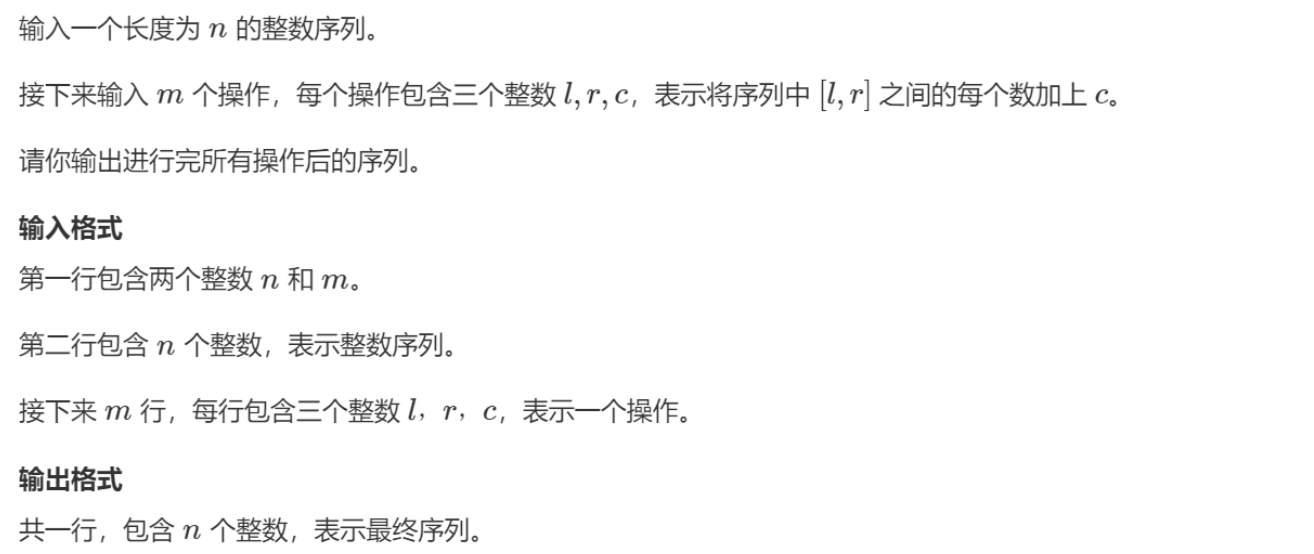 输入一个长度为 n 的整数序列。
接下来输入 m 个操作，每个操作包含三个整数 l, r, c，表示将序列中 [l, r] 之间的每个数加上 c。
请你输出进行完所有操作后的序列。
输入格式
第一行包含两个整数 n 和 m。
第二行包含 n 个整数，表示整数序列。
接下来 m 行，每行包含三个整数 l，r，c，表示一个操作。
输出格式
共一行，包含 n 个整数，表示最终序列。